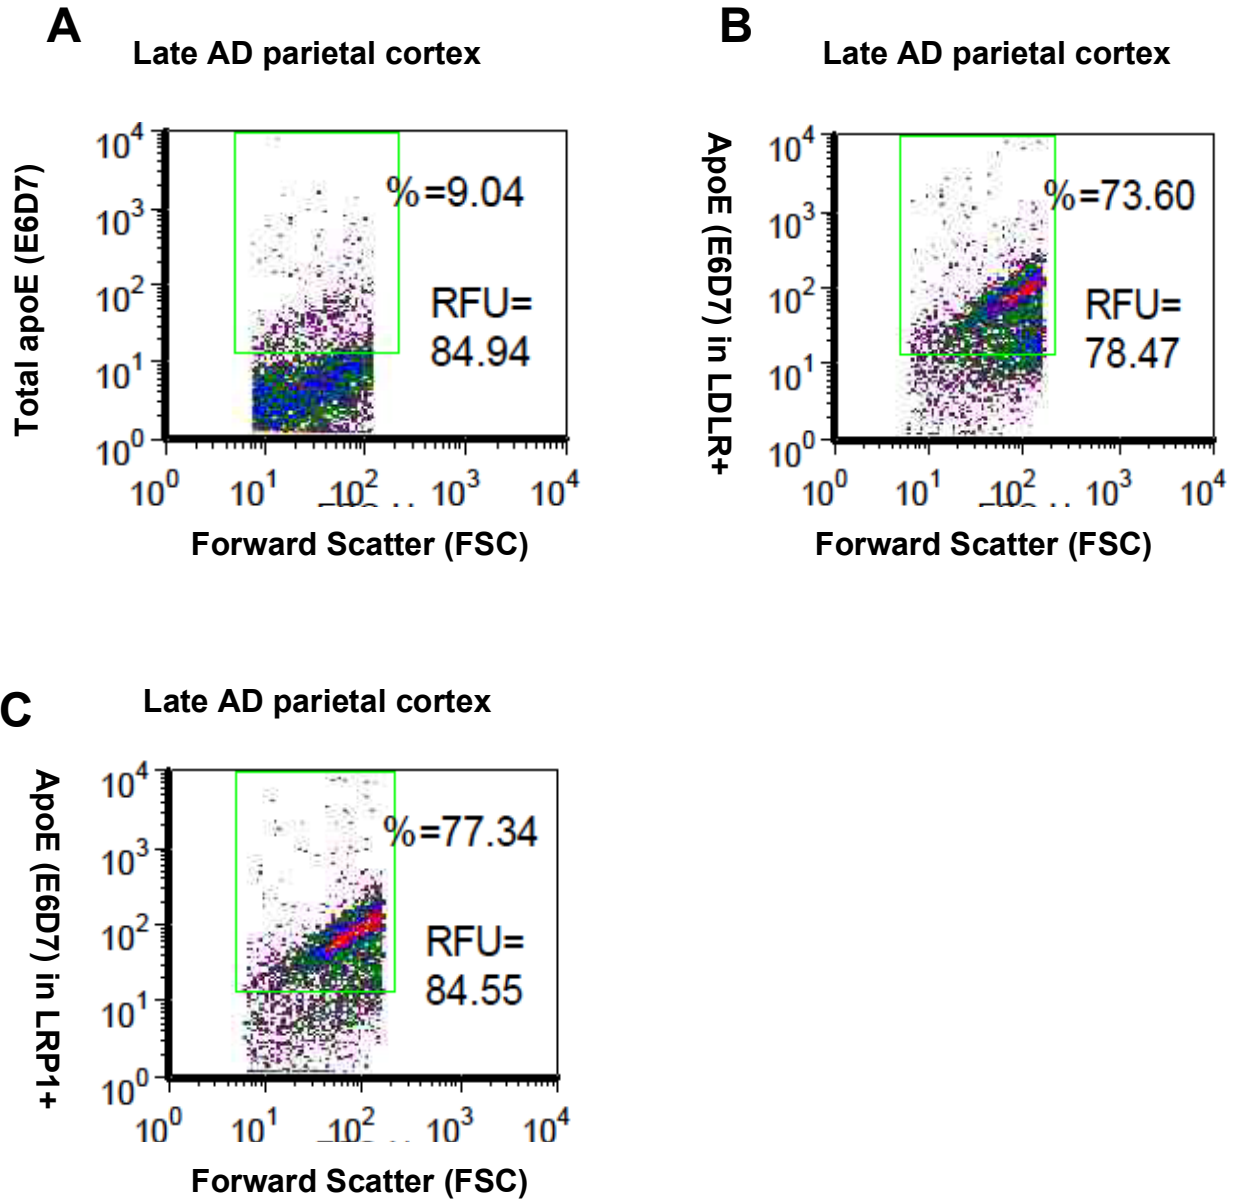 A
Late AD parietal cortex
Total apoE (E6D7)
10^4
10^3
10^2
10^1
10^0
%=9.04
RFU=
84.94
10^0 10^1 10^2 10^3 10^4
Forward Scatter (FSC)
B
Late AD parietal cortex
ApoE (E6D7) in LDLR+
10^4
10^3
10^2
10^1
10^0
%=73.60
RFU=
78.47
10^0 10^1 10^2 10^3 10^4
Forward Scatter (FSC)
C
Late AD parietal cortex
ApoE (E6D7) in LRP1+
10^4
10^3
10^2
10^1
10^0
%=77.34
RFU=
84.55
10^0 10^1 10^2 10^3 10^4
Forward Scatter (FSC)